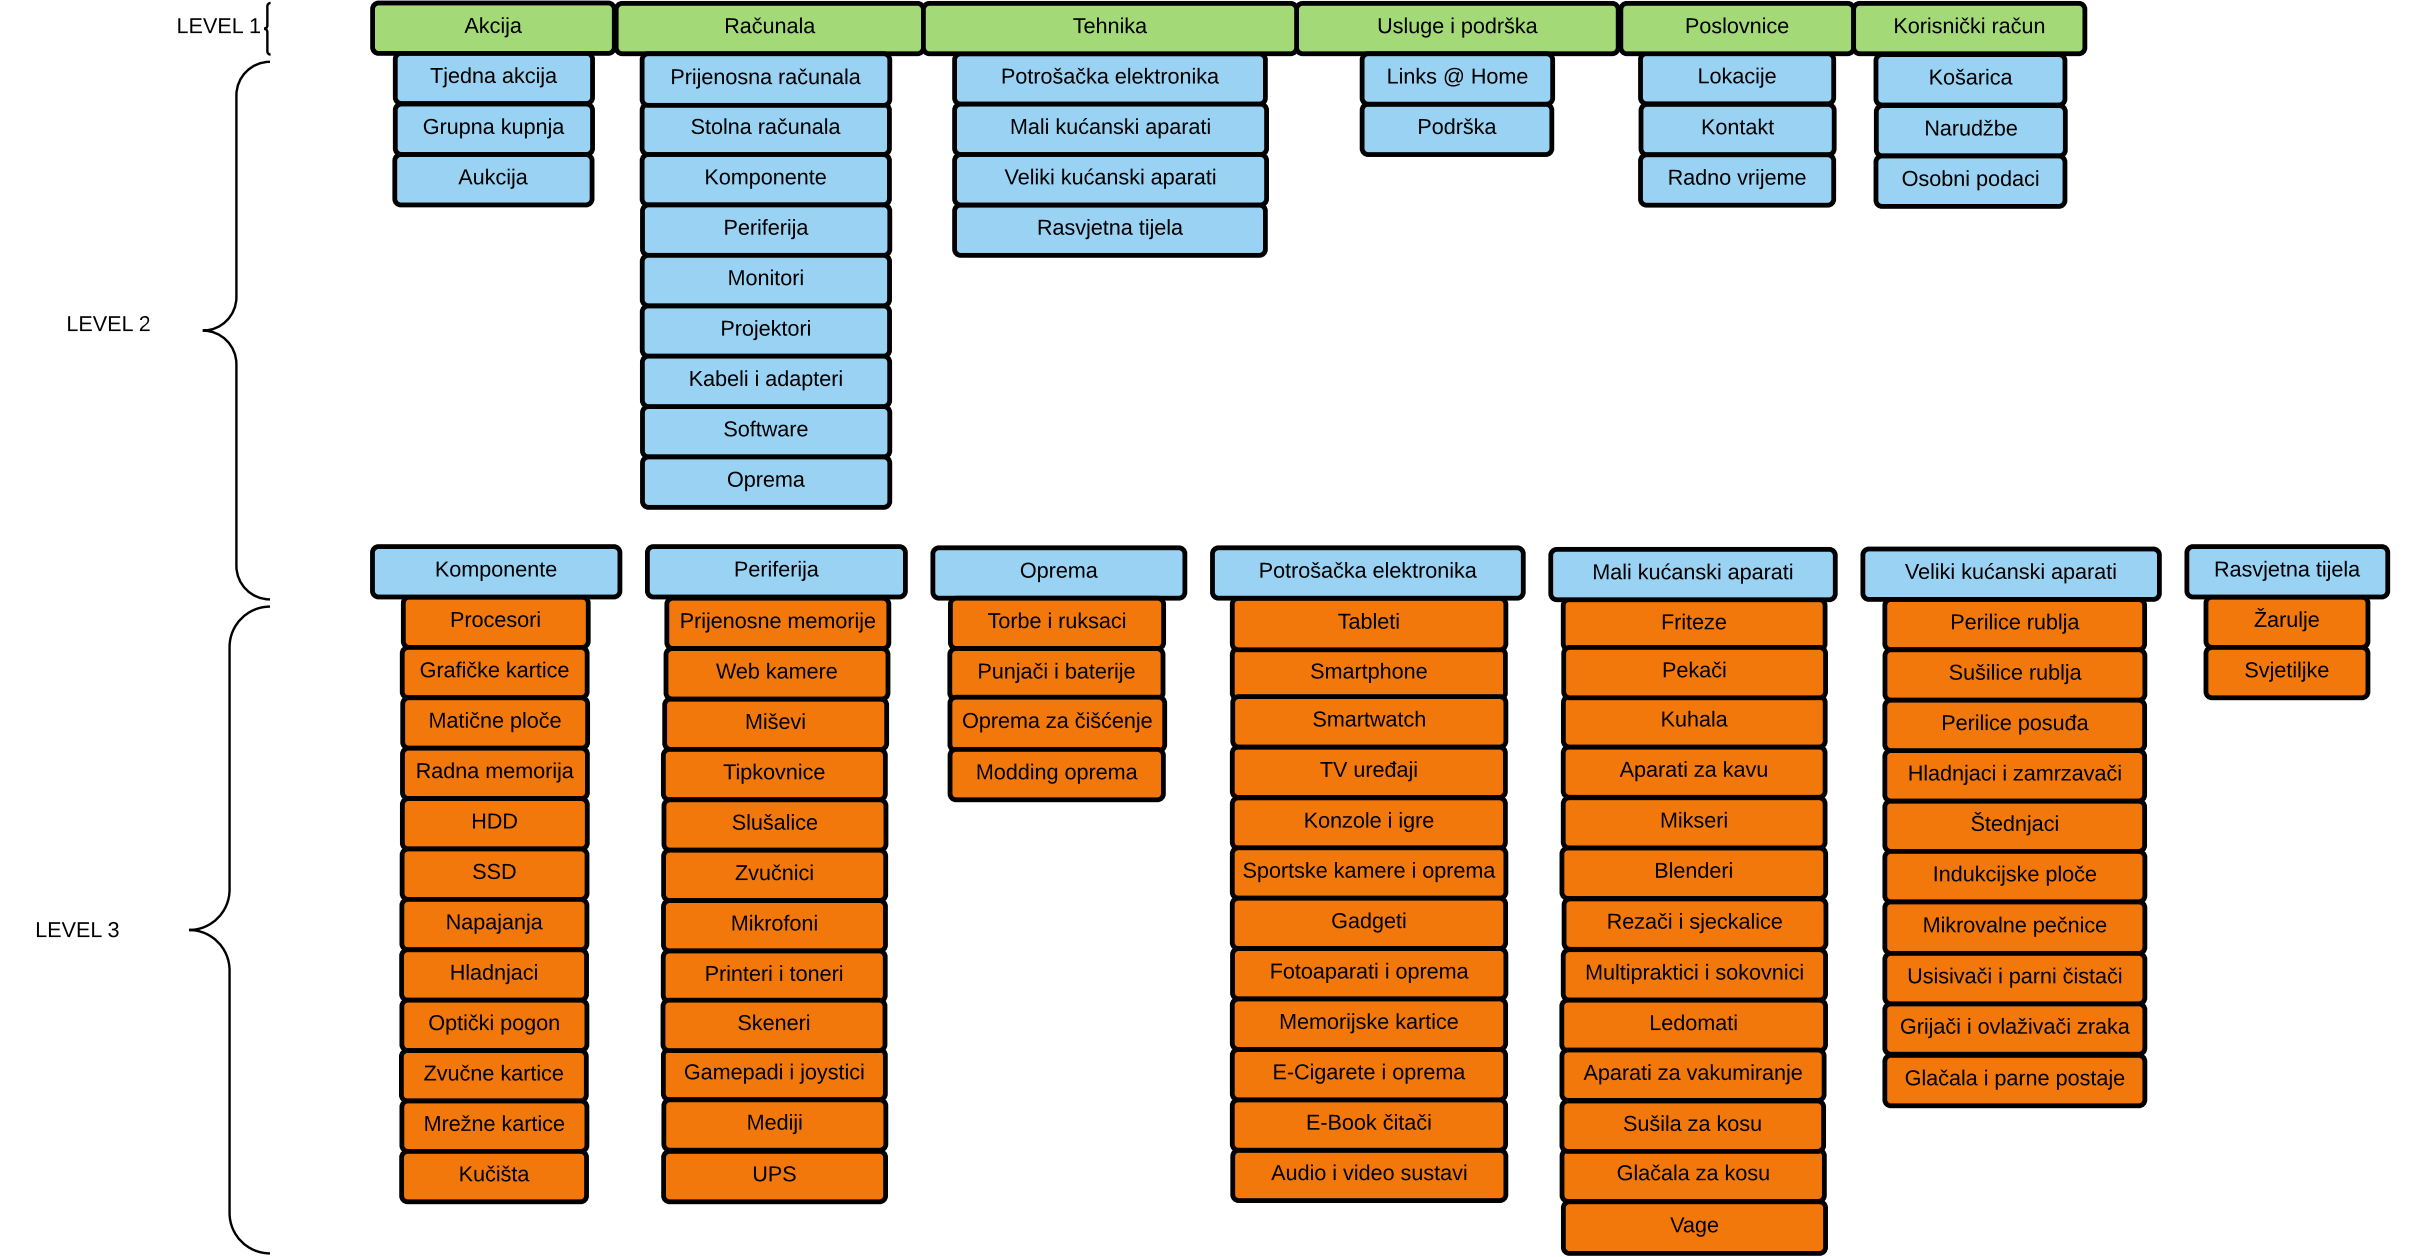 LEVEL 1
Akcija
Računala
Tehnika
Usluge i podrška
Poslovnice
Korisnički račun
LEVEL 2
Tjedna akcija
Grupna kupnja
Aukcija
Prijenosna računala
Stolna računala
Komponente
Periferija
Monitori
Projektori
Kabeli i adapteri
Software
Oprema
Potrošačka elektronika
Mali kućanski aparati
Veliki kućanski aparati
Rasvjetna tijela
Links @ Home
Podrška
Lokacije
Kontakt
Radno vrijeme
Košarica
Narudžbe
Osobni podaci
LEVEL 3
Komponente
Procesori
Grafičke kartice
Matične ploče
Radna memorija
HDD
SSD
Napajanja
Hladnjaci
Optički pogon
Zvučne kartice
Mrežne kartice
Kučišta
Periferija
Prijenosne memorije
Web kamere
Miševi
Tipkovnice
Slušalice
Zvučnici
Mikrofoni
Printeri i toneri
Skeneri
Gamepadi i joystici
Mediji
UPS
Oprema
Torbe i ruksaci
Punjači i baterije
Oprema za čišćenje
Modding oprema
Potrošačka elektronika
Tableti
Smartphone
Smartwatch
TV uređaji
Konzole i igre
Sportske kamere i oprema
Gadgeti
Fotoaparati i oprema
Memorijske kartice
E-Cigarete i oprema
E-Book čitači
Audio i video sustavi
Mali kućanski aparati
Friteze
Pekači
Kuhala
Aparati za kavu
Mikseri
Blenderi
Rezači i sjeckalice
Multipraktici i sokovnici
Ledomati
Aparati za vakumiranje
Sušila za kosu
Glačala za kosu
Vage
Veliki kućanski aparati
Perilice rublja
Sušilice rublja
Perilice posuđa
Hladnjaci i zamrzavači
Štednjaci
Indukcijske ploče
Mikrovalne pečnice
Usisivači i parni čistači
Grijači i ovlaživači zraka
Glačala i parne postaje
Rasvjetna tijela
Žarulje
Svjetiljke